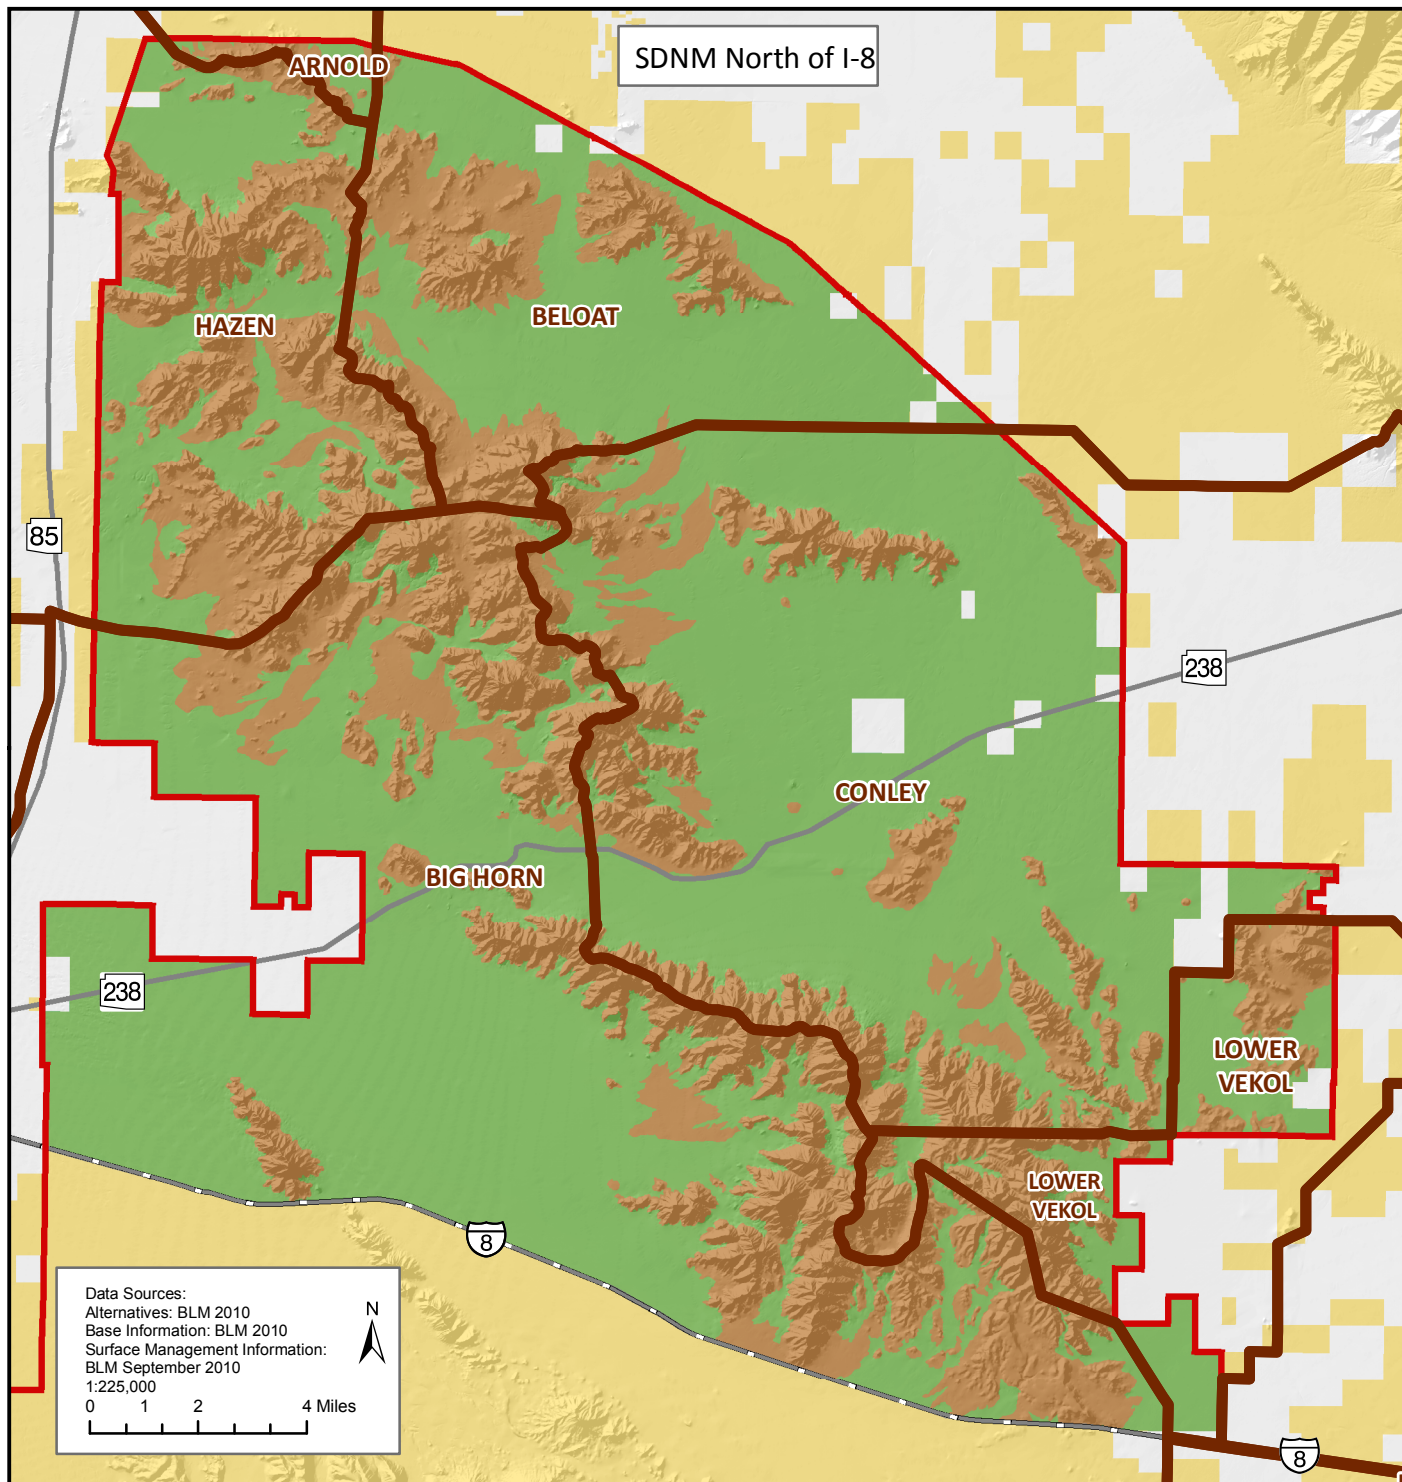 SDNM North of I-8
ARNOLD
HAZEN
BELOAT
85
238
CONLEY
BIG HORN
238
LOWER
VEKOL
LOWER
VEKOL
8
Data Sources:
Alternatives: BLM 2010
Base Information: BLM 2010
Surface Management Information:
BLM September 2010
1:225,000
0 1 2 4 Miles
N
8